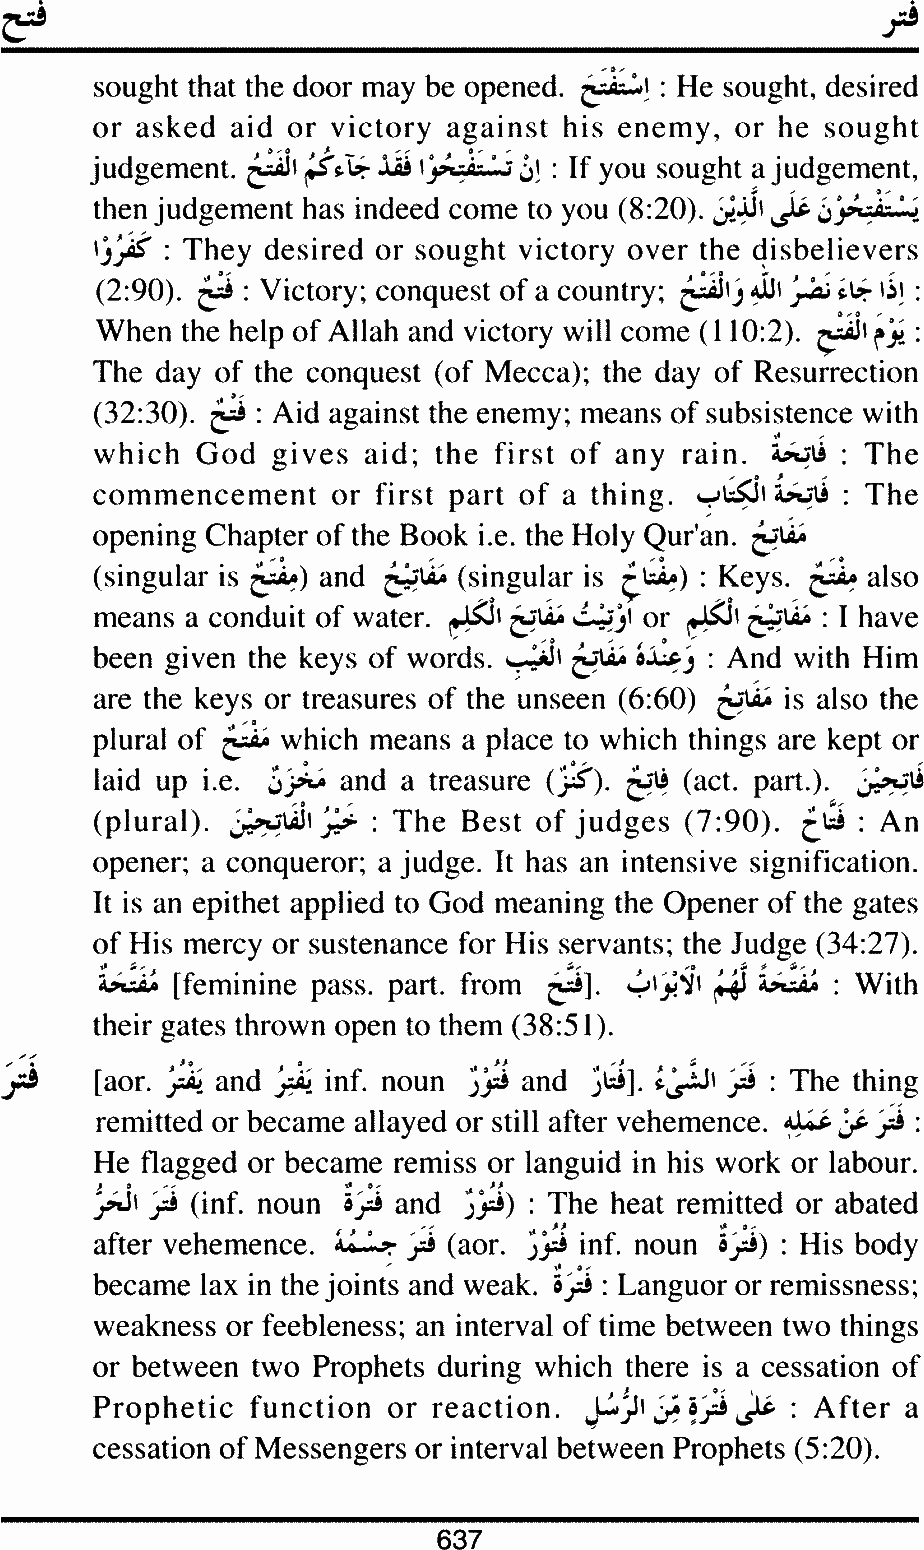 فتح فتر
sought that the door may be opened. اِسْتَفْتَحَ : He sought, desired
or asked aid or victory against his enemy, or he sought
judgement. اِنْ تَسْتَفْتِحُوْا فَقَدْ جَآءَكُمُ الْفَتْحُ : If you sought a judgement,
then judgement has indeed come to you (8:20). يَسْتَفْتِحُوْنَ عَلَى الَّذِيْنَ
كَفَرُوْا : They desired or sought victory over the disbelievers
(2:90). فَتْحٌ : Victory; conquest of a country; اِذَا جَآءَ نَصْرُ اللّٰهِ وَالْفَتْحُ :
When the help of Allah and victory will come (110:2). يَوْمَ الْفَتْحِ :
The day of the conquest (of Mecca); the day of Resurrection
(32:30). فَتْحٌ : Aid against the enemy; means of subsistence with
which God gives aid; the first of any rain. فَاتِحَةٌ : The
commencement or first part of a thing. فَاتِحَةُ الْكِتَابِ : The
opening Chapter of the Book i.e. the Holy Qur'an. مَفَاتِحُ
(singular is مِفْتَحٌ) and مَفَاتِيْحُ (singular is مِفْتَاحٌ) : Keys. مِفْتَحٌ also
means a conduit of water. اُوْتِيْتُ مَفَاتِحَ الْكَلِمِ or مَفَاتِيْحَ الْكَلِمِ : I have
been given the keys of words. وَعِنْدَهٗ مَفَاتِحُ الْغَيْبِ : And with Him
are the keys or treasures of the unseen (6:60) مَفَاتِحُ is also the
plural of مَفْتَحٌ which means a place to which things are kept or
laid up i.e. مَخْزَنٌ and a treasure (كَنْزٌ). فَاتِحٌ (act. part.). فَاتِحِيْنَ
(plural). خَيْرُ الْفَاتِحِيْنَ : The Best of judges (7:90). فَتَّاحٌ : An
opener; a conqueror; a judge. It has an intensive signification.
It is an epithet applied to God meaning the Opener of the gates
of His mercy or sustenance for His servants; the Judge (34:27).
مُفَتَّحَةٌ [feminine pass. part. from فَتَّحَ]. مُفَتَّحَةً لَّهُمُ الْاَبْوَابُ : With
their gates thrown open to them (38:51).
فَتَرَ [aor. يَفْتُرُ and يَفْتِرُ inf. noun فُتُوْرٌ and فُتَارٌ]. فَتَرَ الشَّىْءُ : The thing
remitted or became allayed or still after vehemence. فَتَرَ عَنْ عَمَلِهٖ :
He flagged or became remiss or languid in his work or labour.
فَتَرَ الْحَرُّ (inf. noun فَتْرَةٌ and فُتُوْرٌ) : The heat remitted or abated
after vehemence. فَتَرَ جِسْمُهٗ (aor. فُتُوْرٌ inf. noun فَتْرَةٌ) : His body
became lax in the joints and weak. فَتْرَةٌ : Languor or remissness;
weakness or feebleness; an interval of time between two things
or between two Prophets during which there is a cessation of
Prophetic function or reaction. عَلٰى فَتْرَةٍ مِّنَ الرُّسُلِ : After a
cessation of Messengers or interval between Prophets (5:20).
637